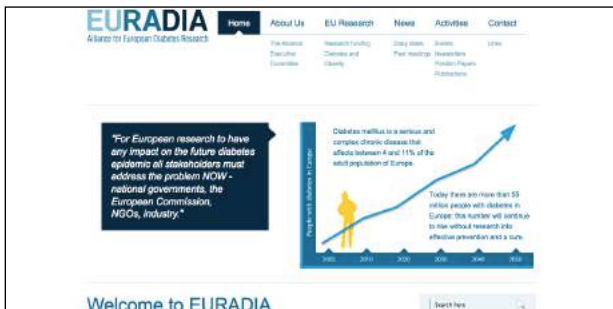 EURADIA
Alliance for European Diabetes Research
Home About Us EU Research News Activities Contact
The Alliance Research funding Diary dates Events Links
Executive Diabetes and Past meetings Newsletters
Committee Obesity Position Papers
Publications
"For European research to have
any impact on the future diabetes
epidemic all stakeholders must
address the problem NOW -
national governments, the
European Commission,
NGOs, industry."
People with diabetes in Europe
Diabetes mellitus is a serious and
complex chronic disease that
affects between 4 and 11% of the
adult population of Europe.
Today there are more than 55
million people with diabetes in
Europe: this number will continue
to rise without research into
effective prevention and a cure.
2010 2020 2030 2040 2050
Welcome to EURADIA
Search here